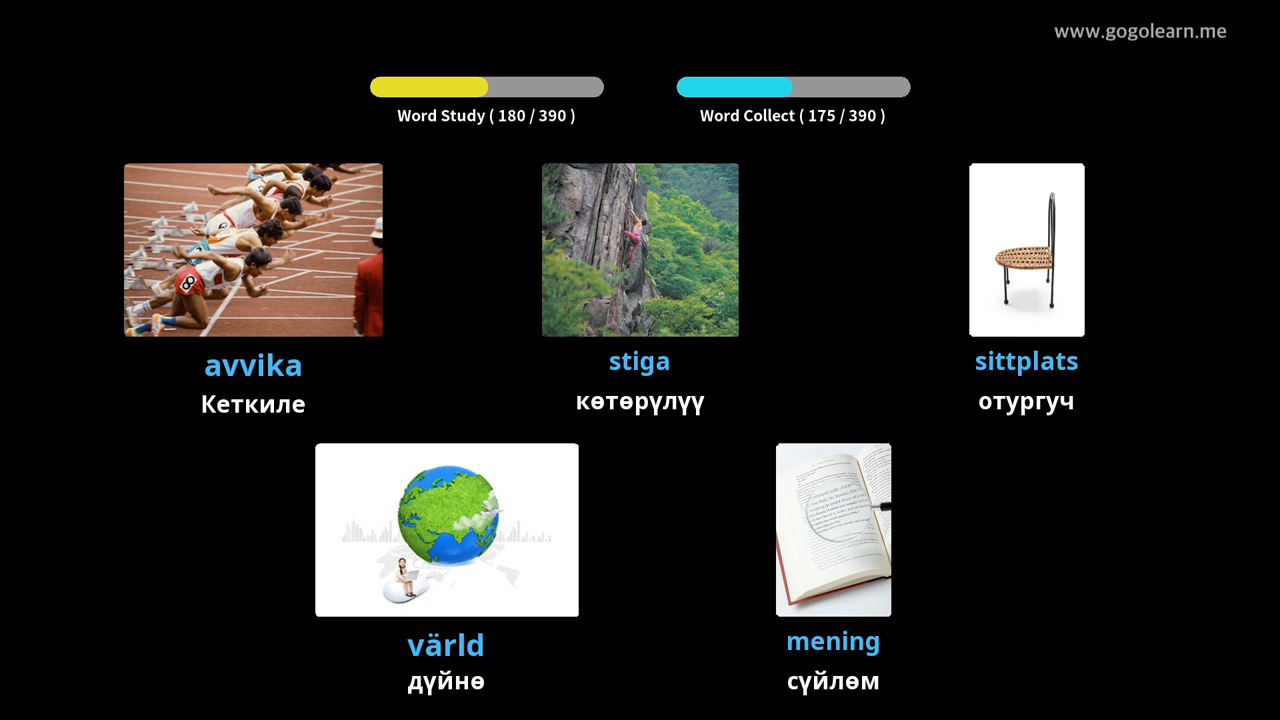 www.gogolearn.me
Word Study ( 180 / 390 )
Word Collect ( 175 / 390 )
avvika
Кеткиле
stiga
көтөрүлүү
sittplats
отургуч
värld
дүйнө
mening
сүйлөм